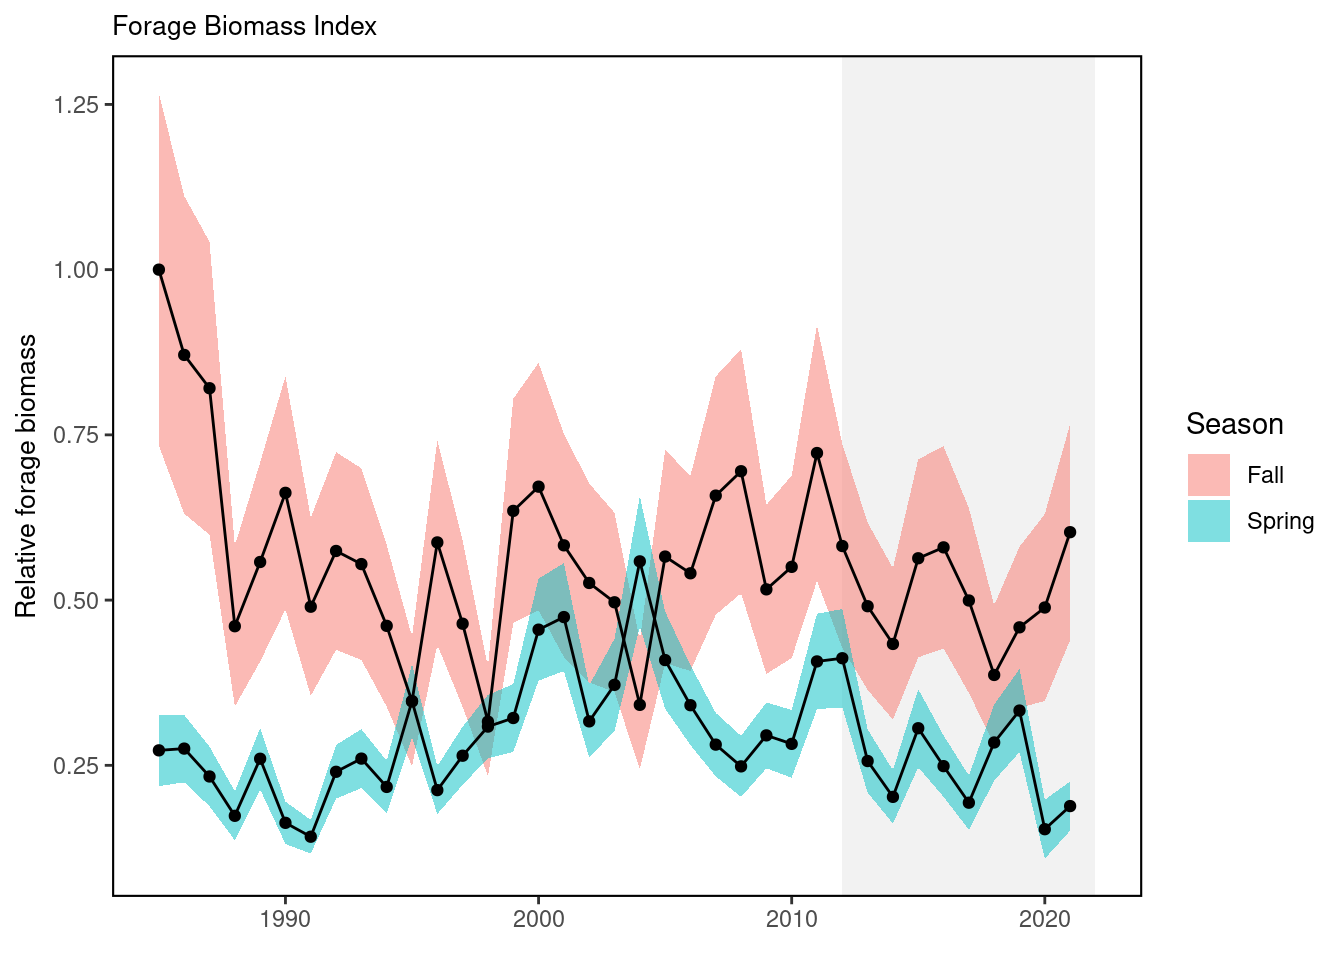 Forage Biomass Index
Relative forage biomass
1.25
1.00
0.75
0.50
0.25
1990
2000
2010
2020
Season
Fall
Spring